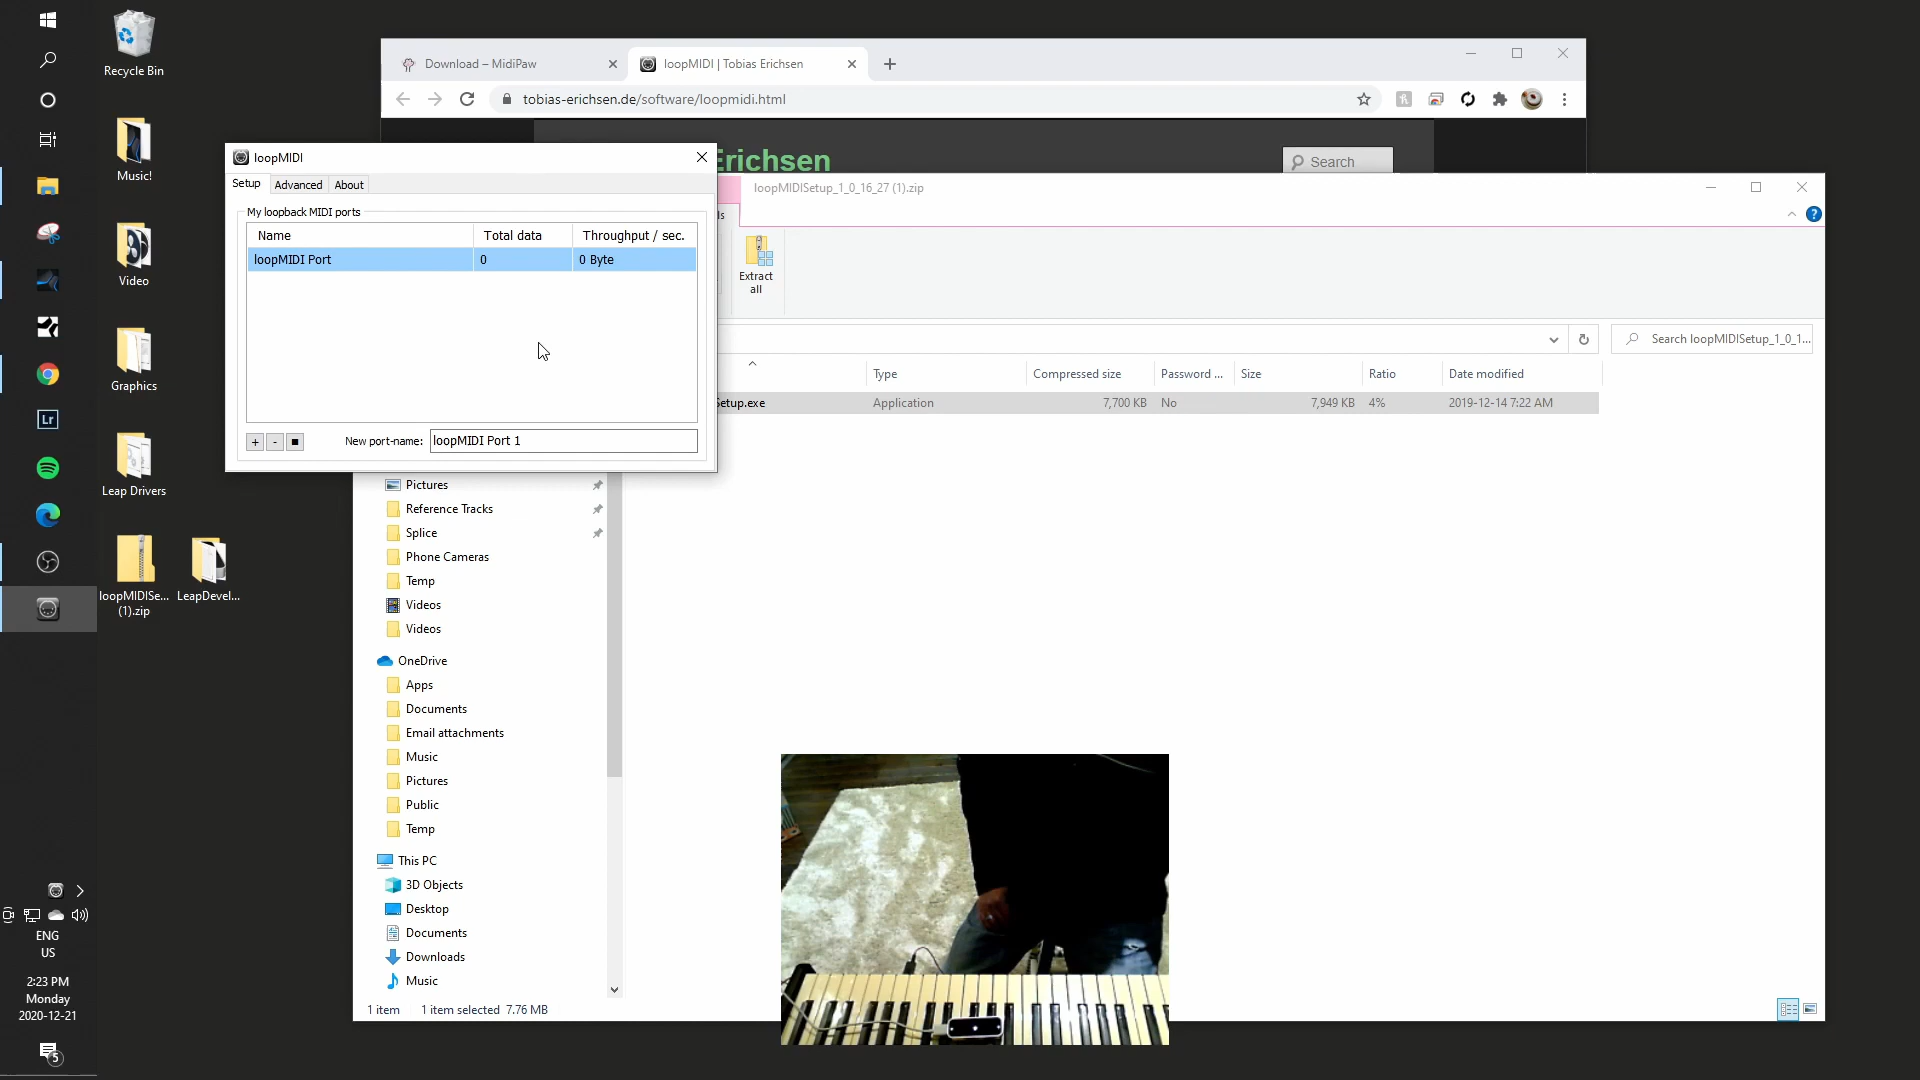 Recycle Bin
Music!
Video
Graphics
Leap Drivers
loopMIDISe...
(1).zip
LeapDevel...
Lr
ENG
US
2:23 PM
Monday
2020-12-21
5
Download – MidiPaw
loopMIDI | Tobias Erichsen
tobias-erichsen.de/software/loopmidi.html
Erichsen
Search
loopMIDI
Setup
Advanced
About
My loopback MIDI ports
Name
Total data
Throughput / sec.
loopMIDI Port
0
0 Byte
+
-
New port-name:
loopMIDI Port 1
loopMIDISetup_1_0_16_27 (1).zip
ls
?
Extract
all
Search loopMIDISetup_1_0_1...
Type
Compressed size
Password ...
Size
Ratio
Date modified
Setup.exe
Application
7,700 KB
No
7,949 KB
4%
2019-12-14 7:22 AM
Pictures
Reference Tracks
Splice
Phone Cameras
Temp
Videos
Videos
OneDrive
Apps
Documents
Email attachments
Music
Pictures
Public
Temp
This PC
3D Objects
Desktop
Documents
Downloads
Music
1 item
1 item selected 7.76 MB